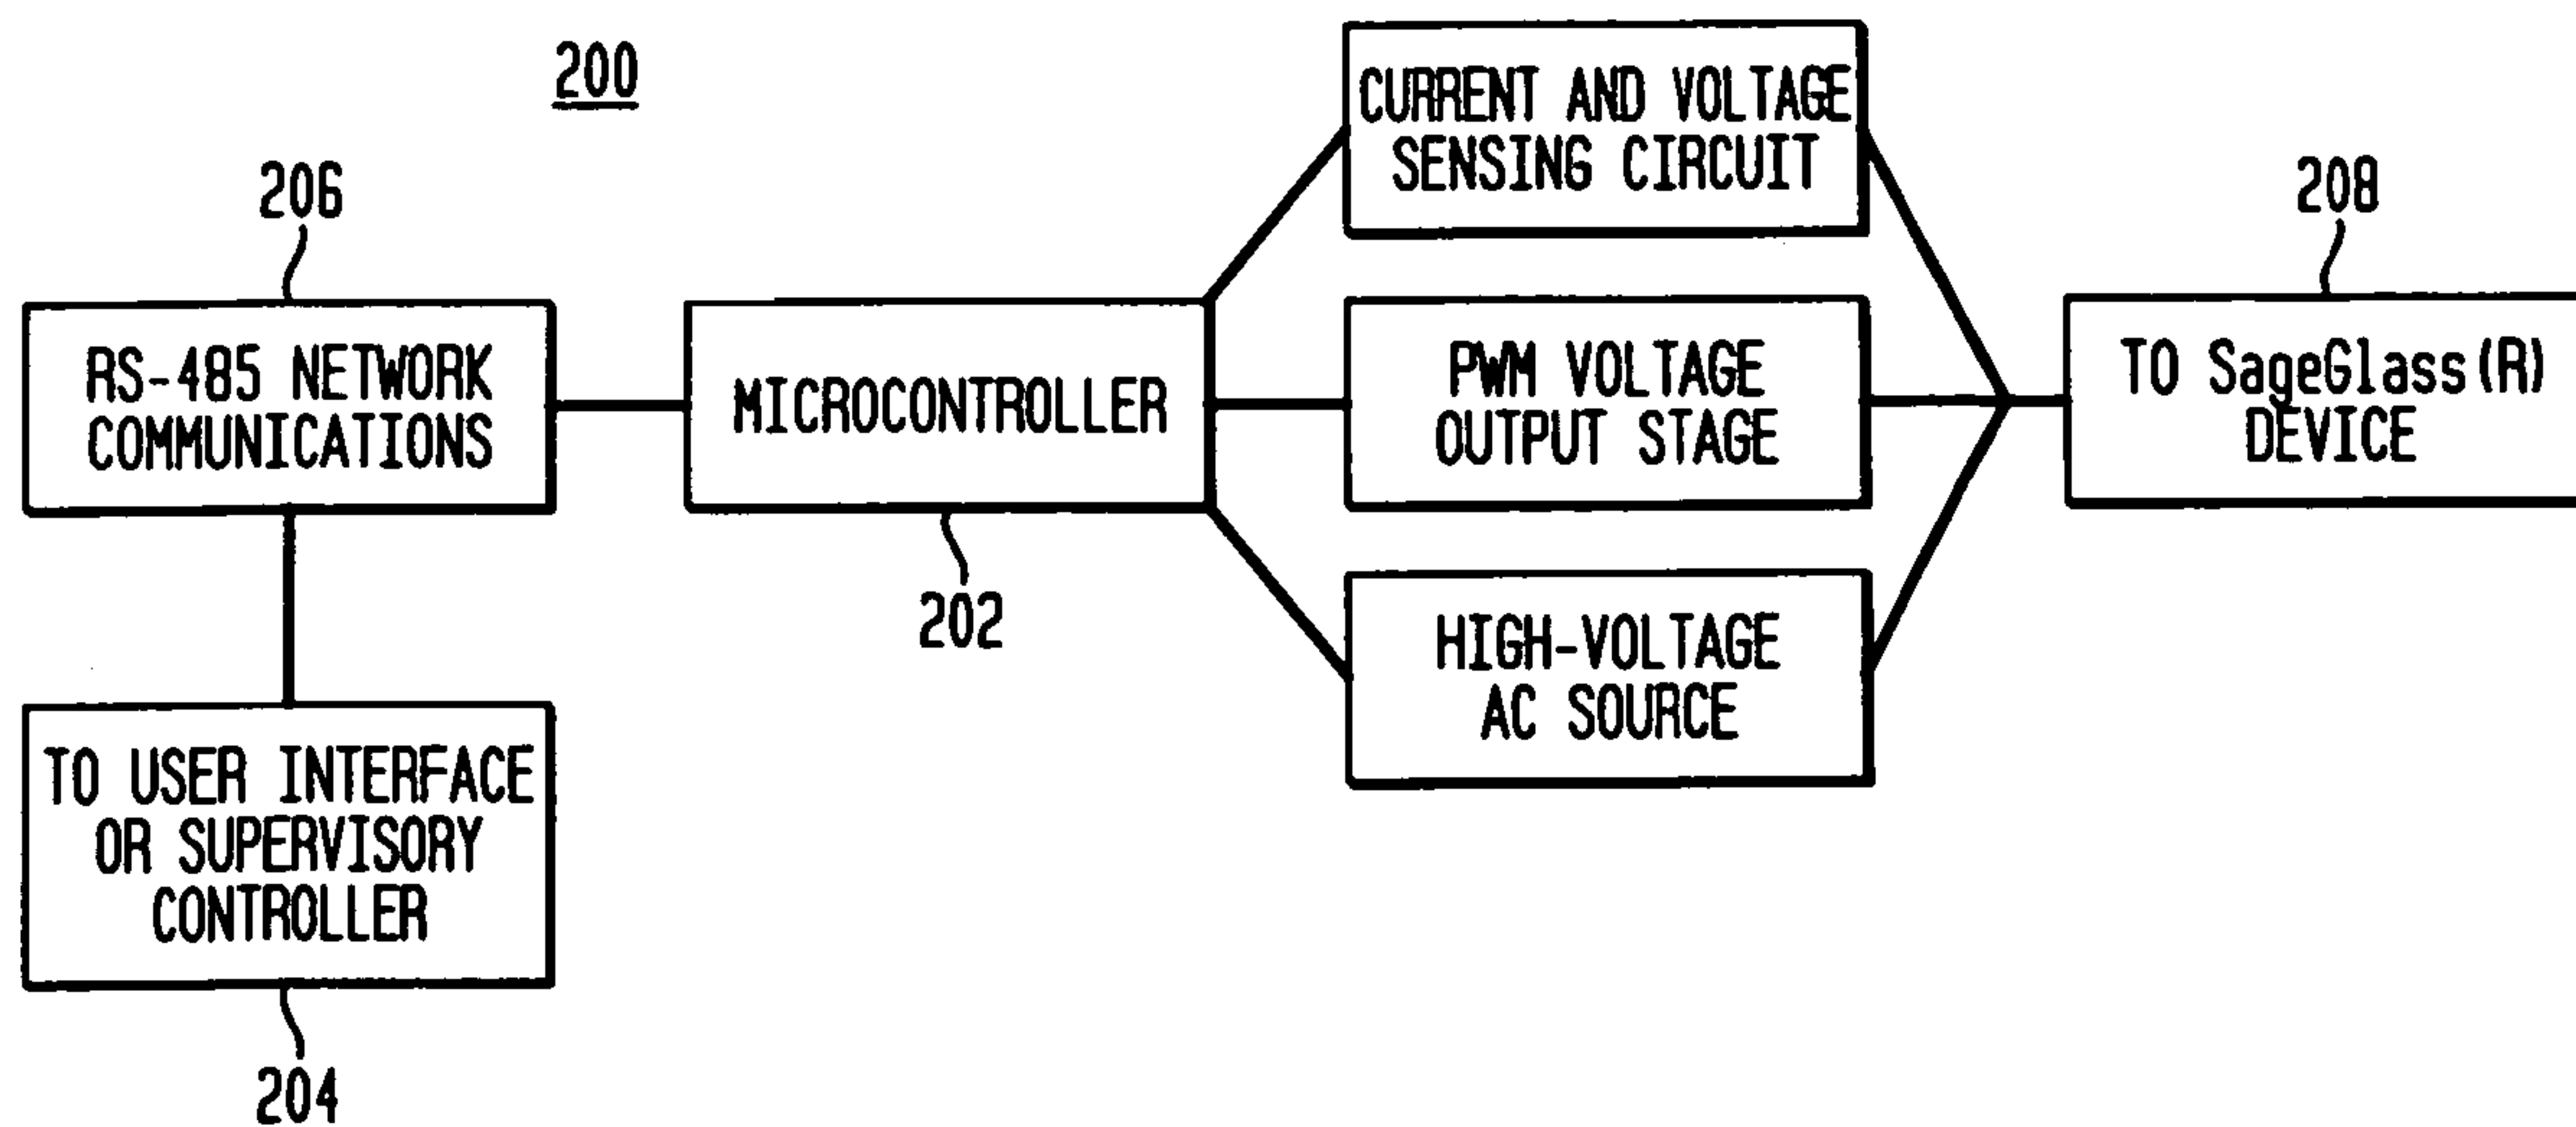 200
206
RS-485 NETWORK
COMMUNICATIONS
TO USER INTERFACE
OR SUPERVISORY
CONTROLLER
204
MICROCONTROLLER
202
CURRENT AND VOLTAGE
SENSING CIRCUIT
PWM VOLTAGE
OUTPUT STAGE
HIGH-VOLTAGE
AC SOURCE
208
TO SageGlass(R)
DEVICE